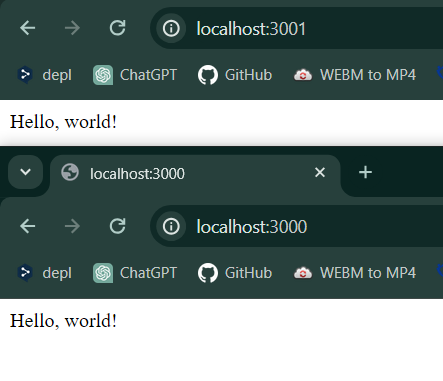 localhost:3001
depl ChatGPT GitHub WEBM to MP4
Hello, world!
localhost:3000
localhost:3000
depl ChatGPT GitHub WEBM to MP4
Hello, world!